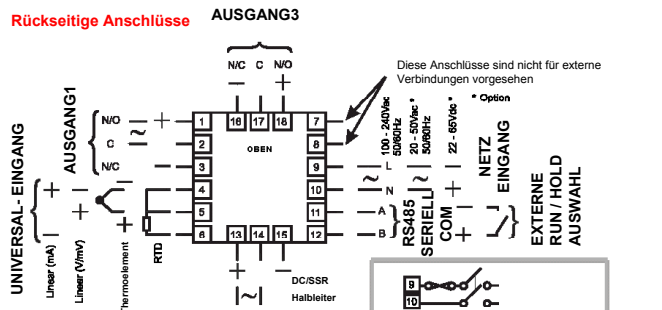 Rückseitige Anschlüsse
AUSGANG3
N/C C N/O
− +
Diese Anschlüsse sind nicht für externe
Verbindungen vorgesehen
* Option
UNIVERSAL- EINGANG
AUSGANG1
N/O ~ +
C
N/C −
+ −
Linear (mA)
− +
Linear (V/mV)
− +
Thermoelement
RTD
16 17 18
1 7
2 8
OBEN
3 9
4 10
5 11
6 12
13 14 15
+ −
|~|
DC/SSR
Halbleiter
100 - 240Vac
50/60Hz
20 - 50Vac *
50/60Hz
22 - 65Vdc *
L ~ ~ −
N +
NETZ
EINGANG
A
B
RS485
SERIELL
COM
− +
EXTERNE
RUN / HOLD
AUSWAHL
9
10